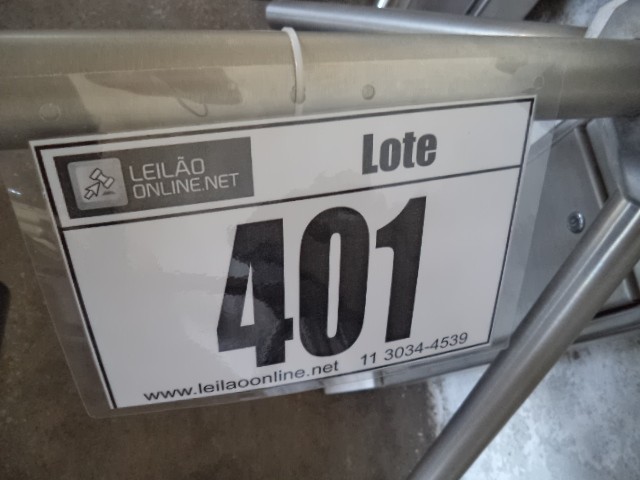 LEILÃO
ONLINE.NET
Lote
401
www.leilaoonline.net 11 3034-4539